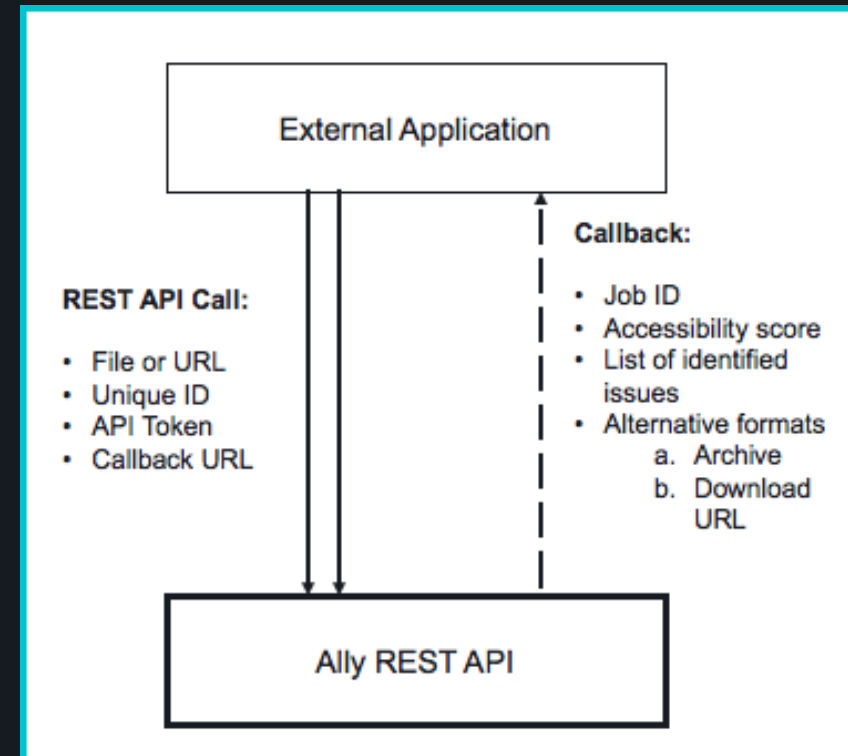 External Application
REST API Call:
• File or URL
• Unique ID
• API Token
• Callback URL
Callback:
• Job ID
• Accessibility score
• List of identified
issues
• Alternative formats
a. Archive
b. Download
URL
Ally REST API